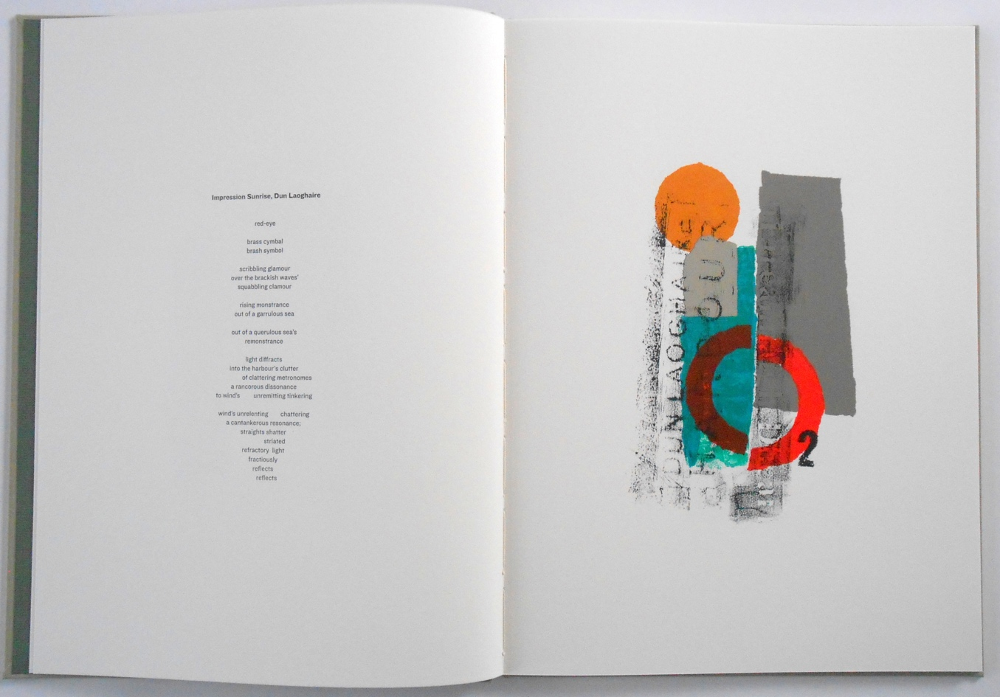 Impression Sunrise, Dun Laoghaire
red-eye
brass cymbal
brash symbol
scribbling glamour
over the brackish waves'
squabbling clamour
rising monstrance
out of a garrulous sea
out of a querulous sea's
remonstrance
light diffracts
into the harbour's clutter
of clattering metronomes
a rancorous dissonance
to wind's unremitting tinkering
wind's unrelenting chattering
a cantankerous resonance;
straights shatter
striated
refractory light
fractiously
reflects
reflects
DUN LAOGHAIRE
2